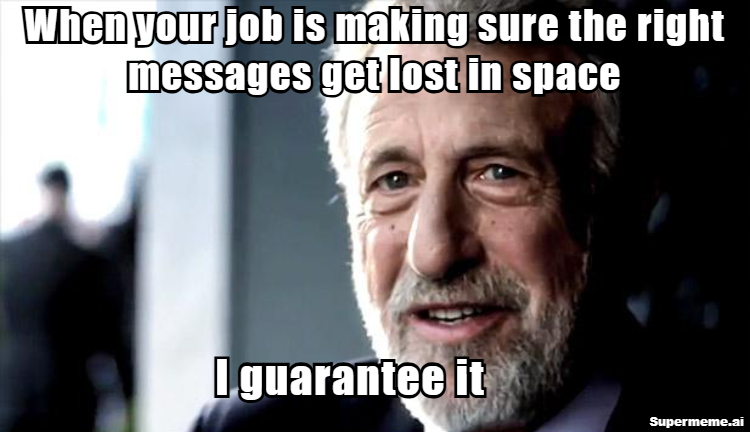 When your job is making sure the right
messages get lost in space
I guarantee it
Supermeme.ai